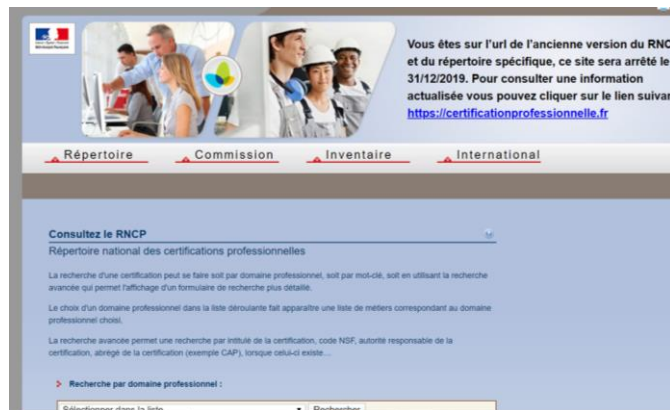 Vous êtes sur l'url de l'ancienne version du RNC
et du répertoire spécifique, ce site sera arrêté le
31/12/2019. Pour consulter une information
actualisée vous pouvez cliquer sur le lien suivan
https://certificationprofessionnelle.fr
Répertoire Commission Inventaire International
Consultez le RNCP
Répertoire national des certifications professionnelles
La recherche d'une certification peut se faire soit par domaine professionnel, soit par mot-clé, soit en utilisant la recherche
avancée qui permet l'affichage d'un formulaire de recherche plus détaillé.
Le choix d'un domaine professionnel dans la liste déroulante fait apparaître une liste de métiers correspondant au domaine
professionnel choisi.
La recherche avancée permet une recherche par intitulé de la certification, code NSF, autorité responsable de la
certification, abrégé de la certification (exemple CAP), lorsque celui-ci existe...
Recherche par domaine professionnel :
Sélectionner dans la liste Rechercher